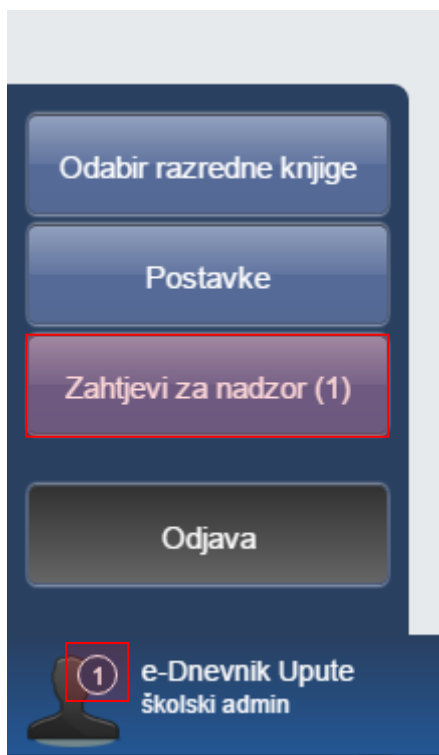 Odabir razredne knjige
Postavke
Zahtjevi za nadzor (1)
Odjava
1
e-Dnevnik Upute
školski admin